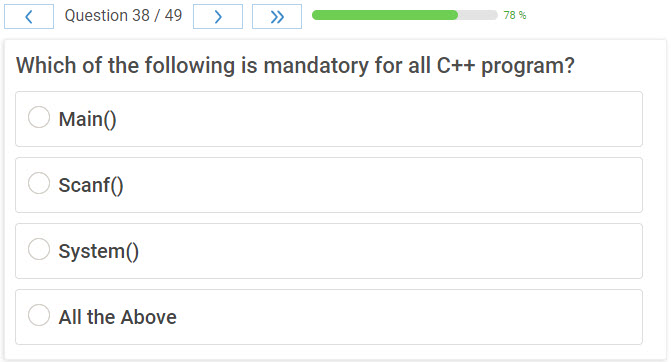 Question 38 / 49
78 %
Which of the following is mandatory for all C++ program?
Main()
Scanf()
System()
All the Above